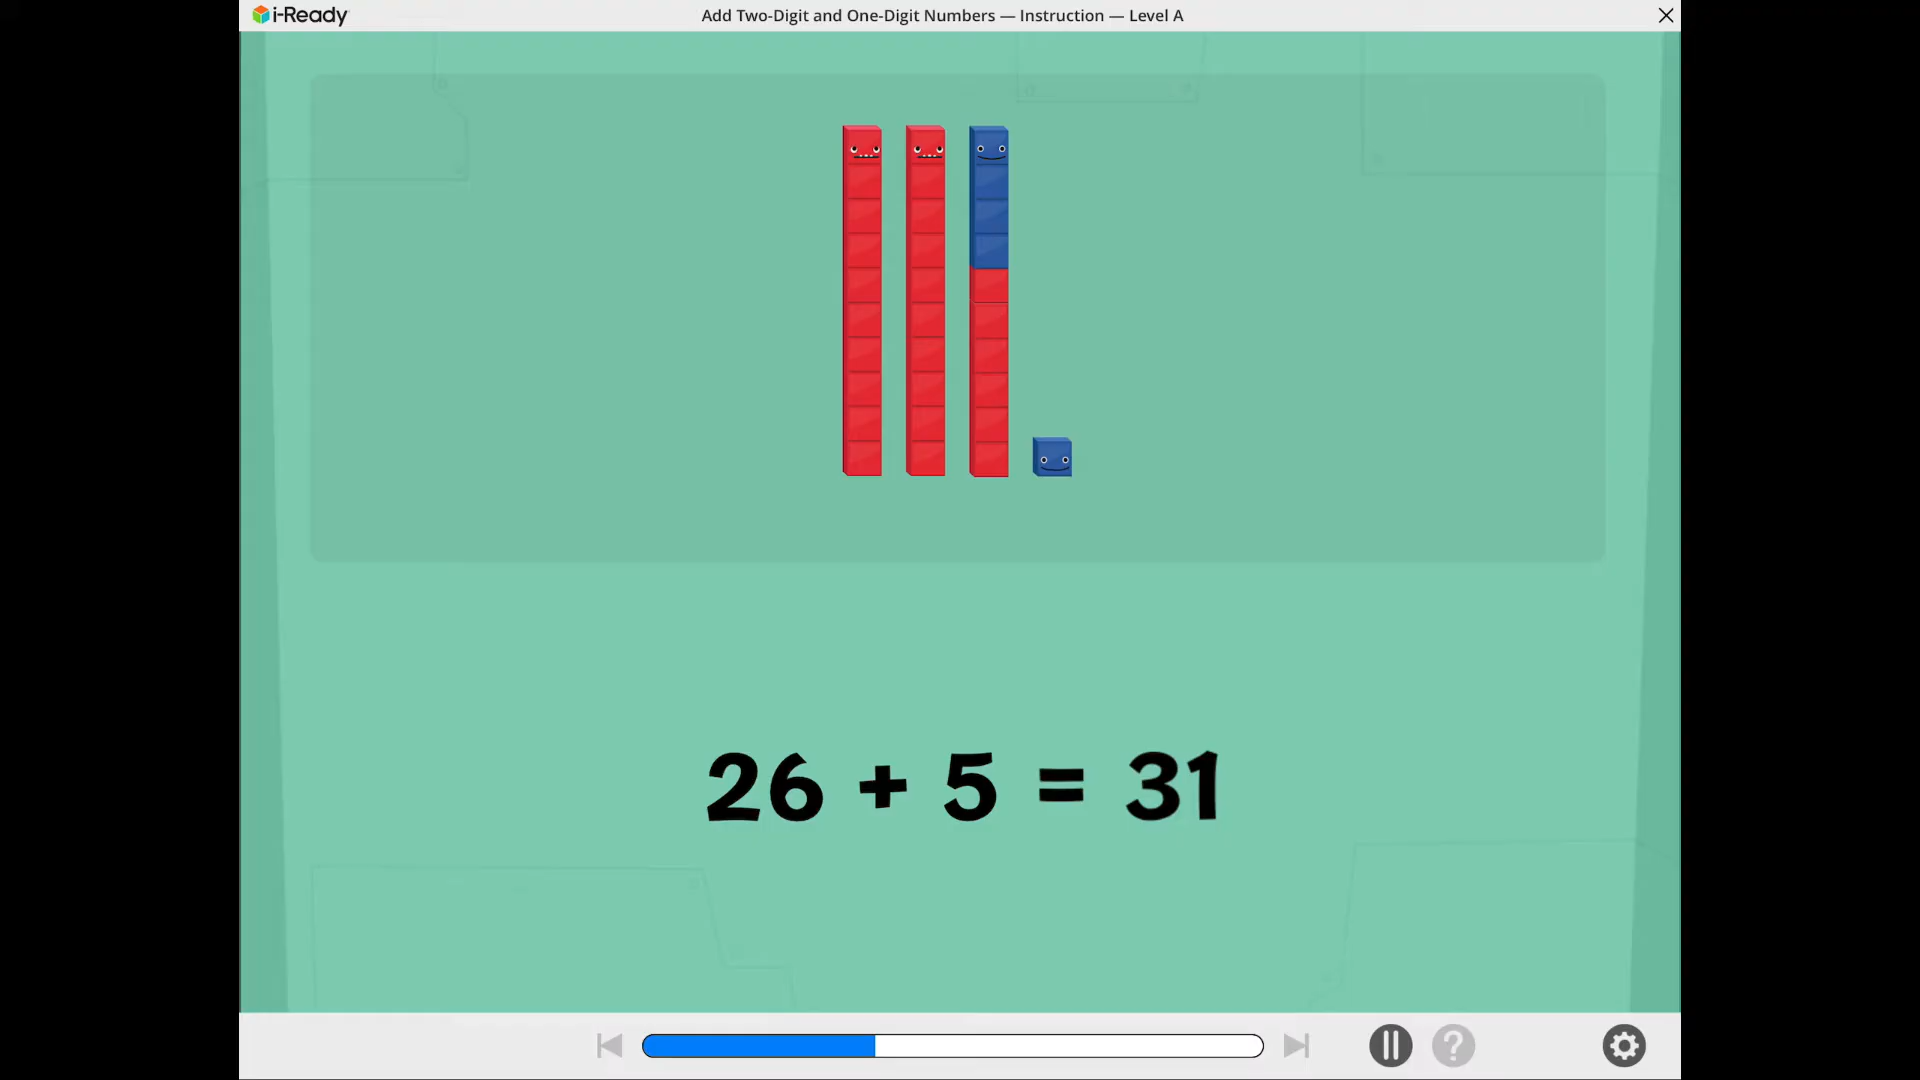 i-Ready
Add Two-Digit and One-Digit Numbers — Instruction — Level A
26 + 5 = 31
?